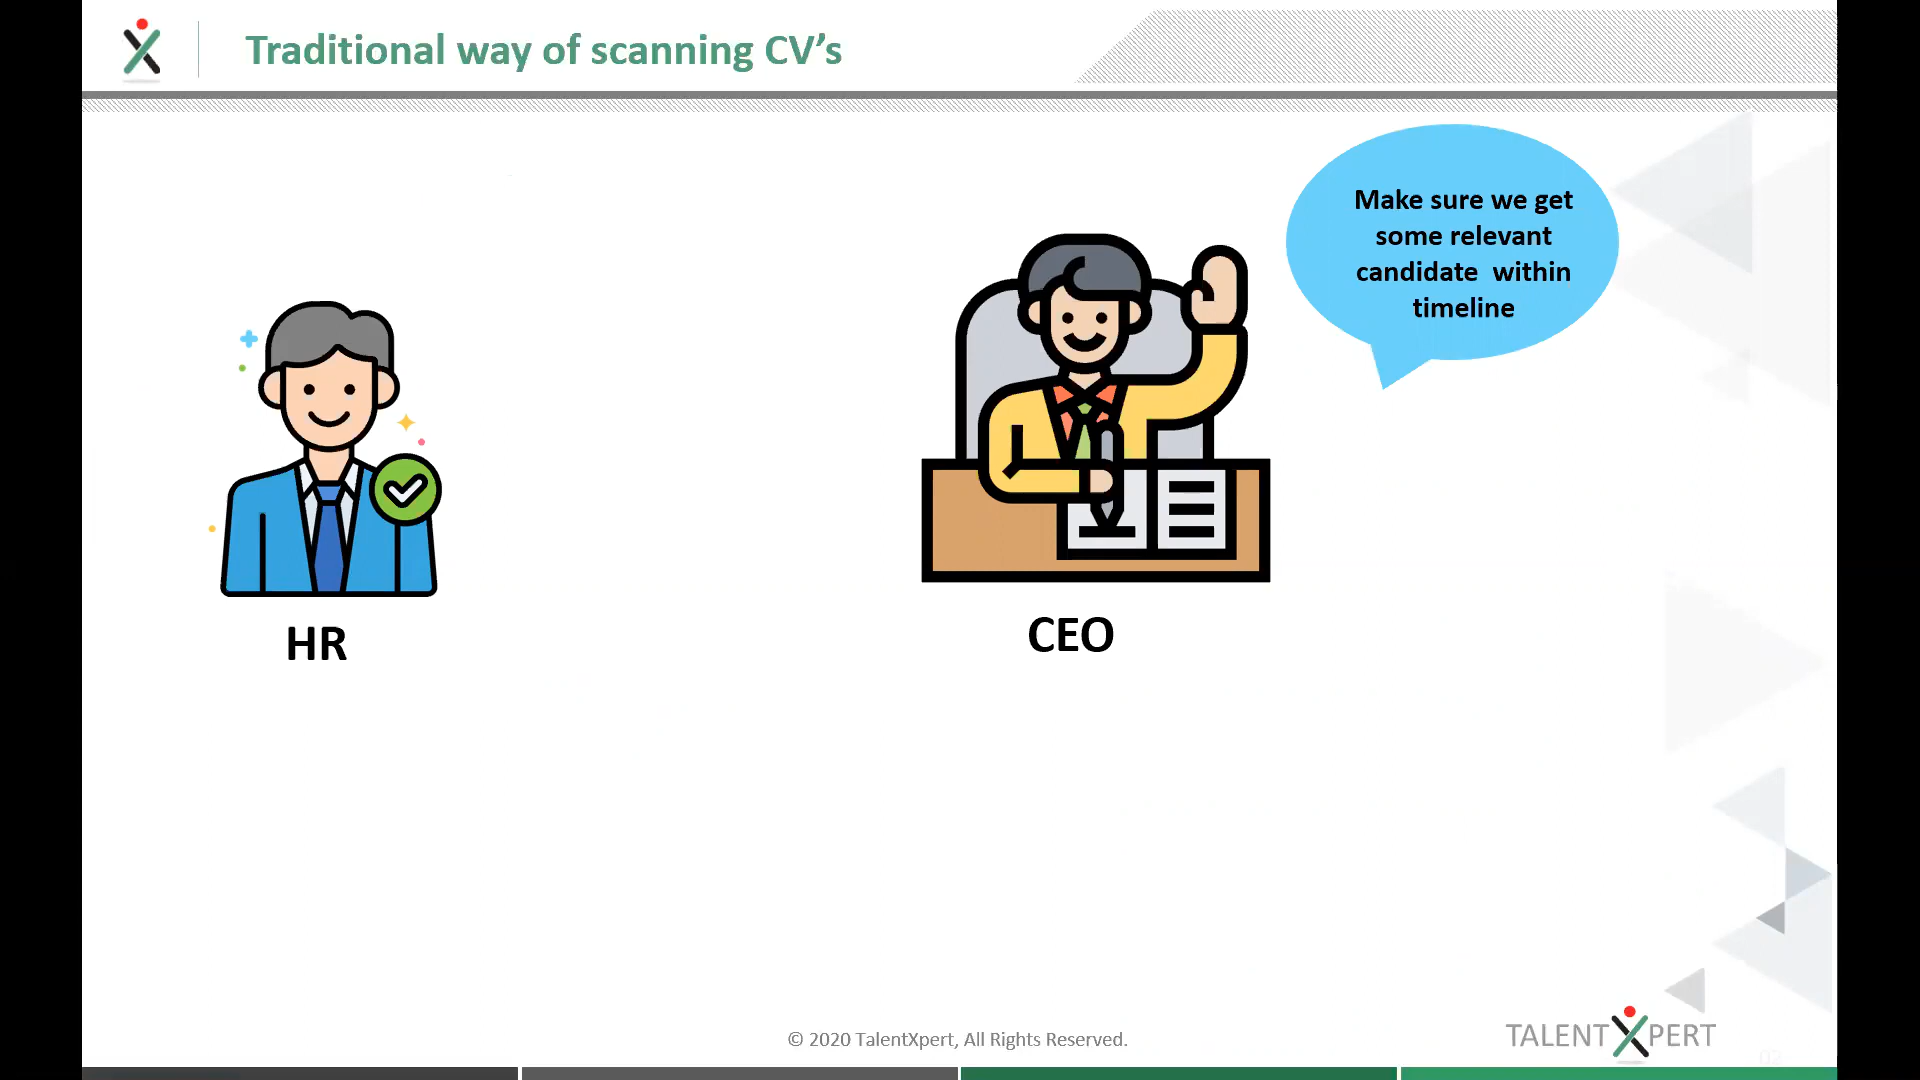 Traditional way of scanning CV’s
Make sure we get
some relevant
candidate within
timeline
HR
CEO
© 2020 TalentXpert, All Rights Reserved.
TALENTXPERT
02